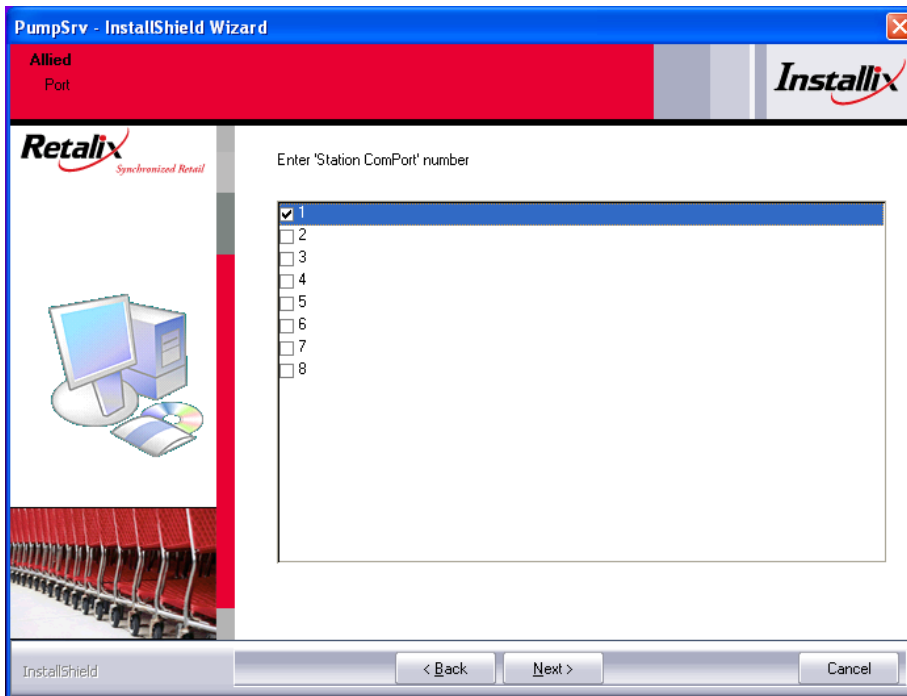 PumpSrv - InstallShield Wizard
Allied
Port
Installix
Retalix
Synchronized Retail
Enter 'Station ComPort' number
1
2
3
4
5
6
7
8
InstallShield
< Back
Next >
Cancel